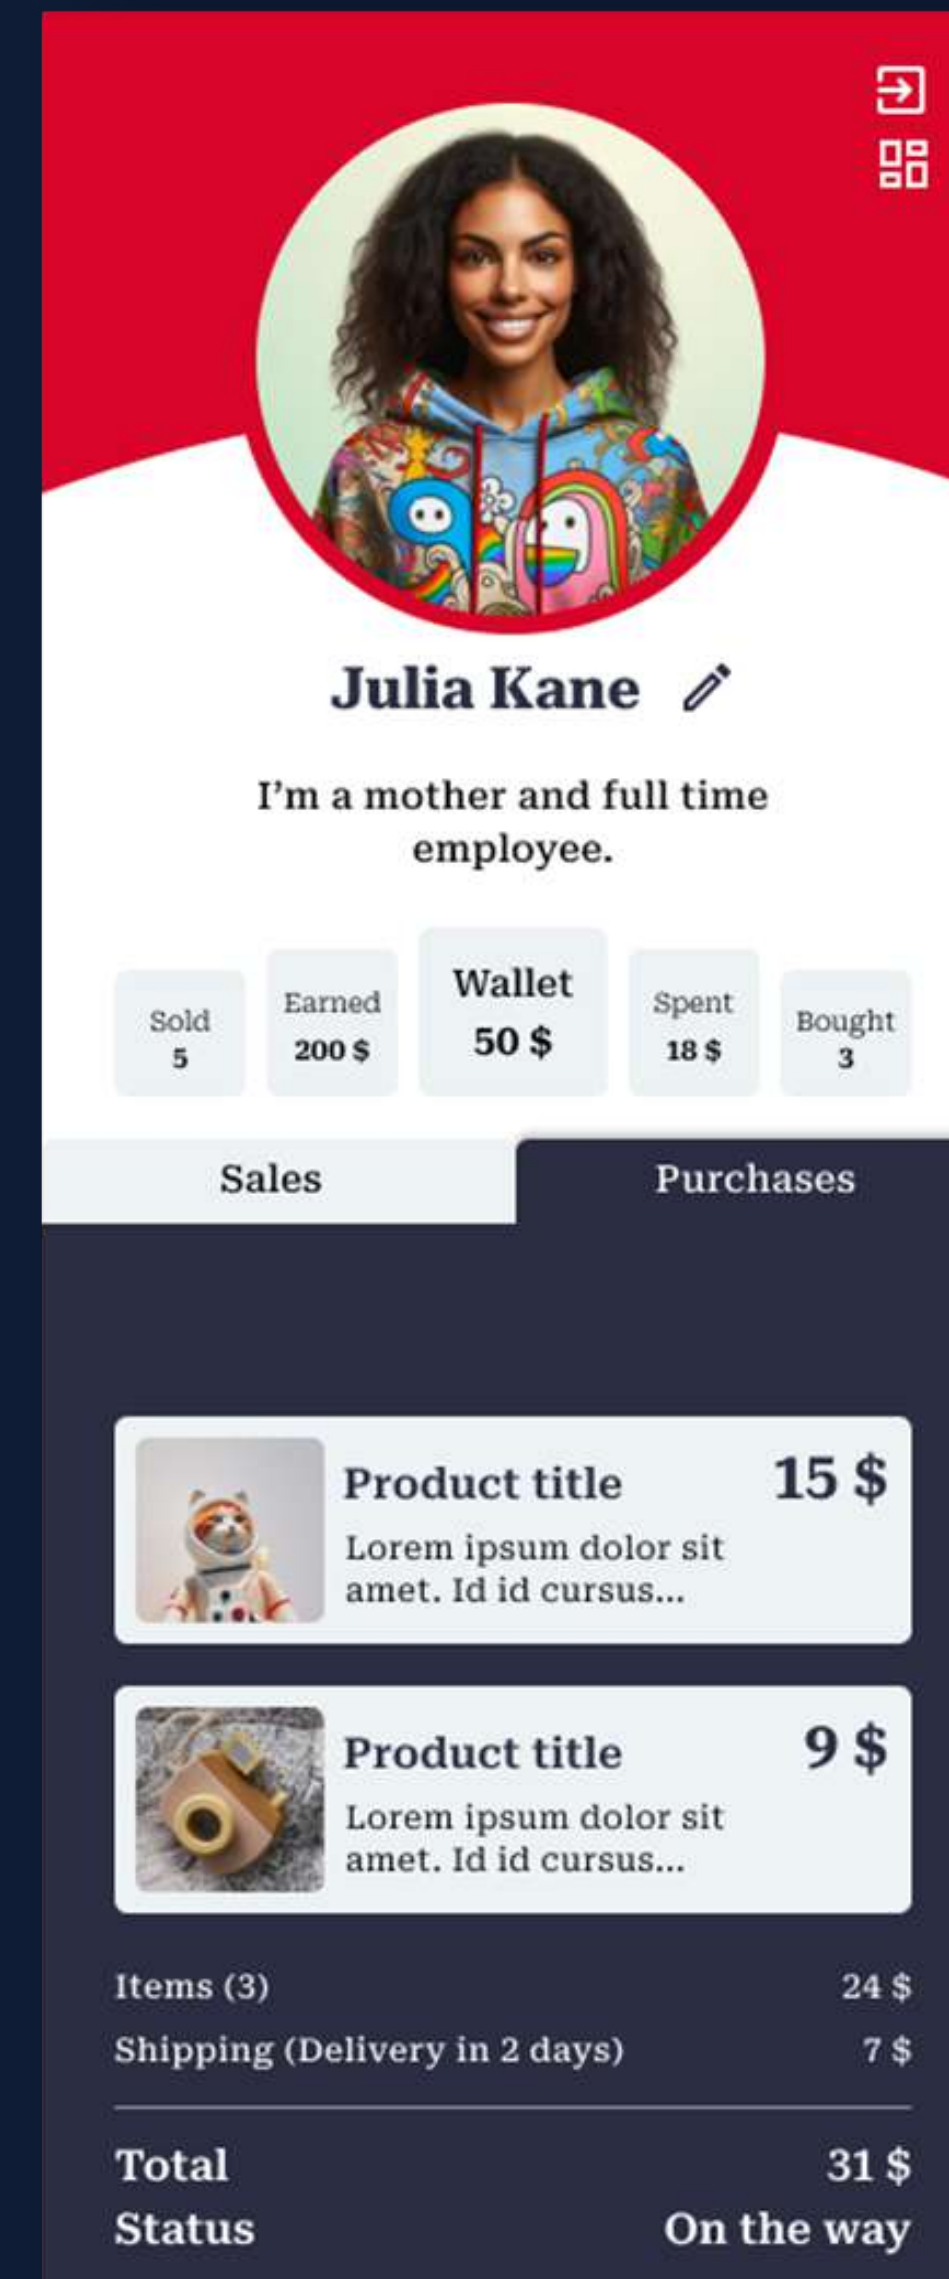 Julia Kane
I’m a mother and full time
employee.
Sold
5
Earned
200 $
Wallet
50 $
Spent
18 $
Bought
3
Sales
Purchases
Product title
15 $
Lorem ipsum dolor sit
amet. Id id cursus...
Product title
9 $
Lorem ipsum dolor sit
amet. Id id cursus...
Items (3) 24 $
Shipping (Delivery in 2 days) 7 $
Total 31 $
Status On the way